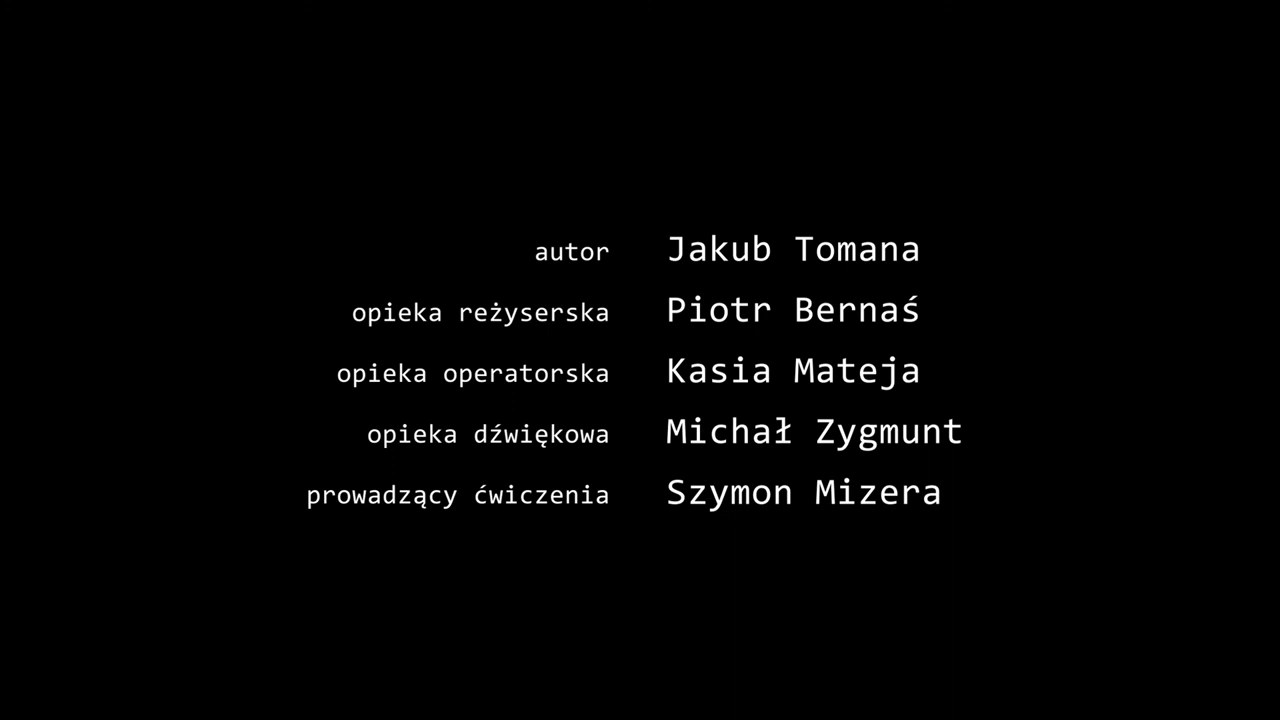 autor Jakub Tomana
opieka reżyserska Piotr Bernaś
opieka operatorska Kasia Mateja
opieka dźwiękowa Michał Zygmunt
prowadzący ćwiczenia Szymon Mizera